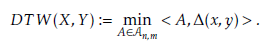 DTW(X, Y) := min_{A∈𝒜_{n,m}} < A, Δ(x, y) > .